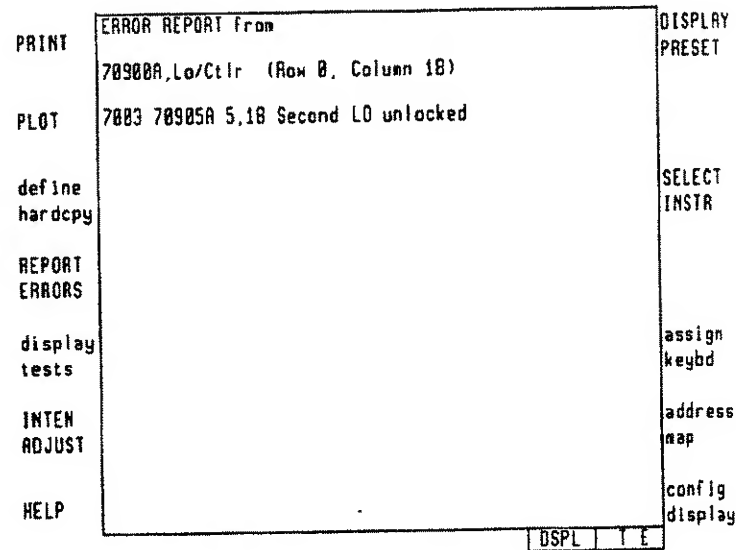 PRINT
PLOT
define
hardcpy
REPORT
ERRORS
display
tests
INTEN
ADJUST
HELP
ERROR REPORT from
70900A,Lo/Ctlr (Row 0, Column 18)
7003 70905A 5,18 Second LO unlocked
DISPLAY
PRESET
SELECT
INSTR
assign
keybd
address
map
config
display
DSPL T E